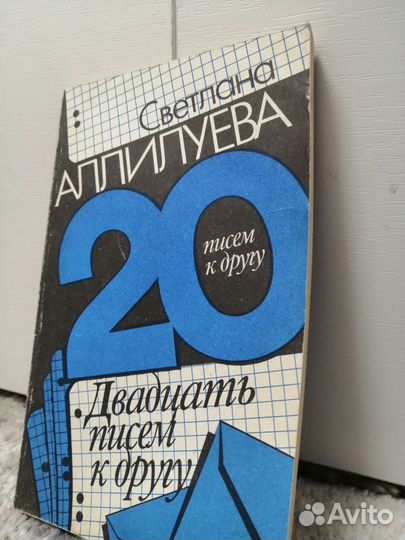 Светлана
АЛЛИЛУЕВА
20
писем
к другу
Двадцать
писем
к другу
Avito